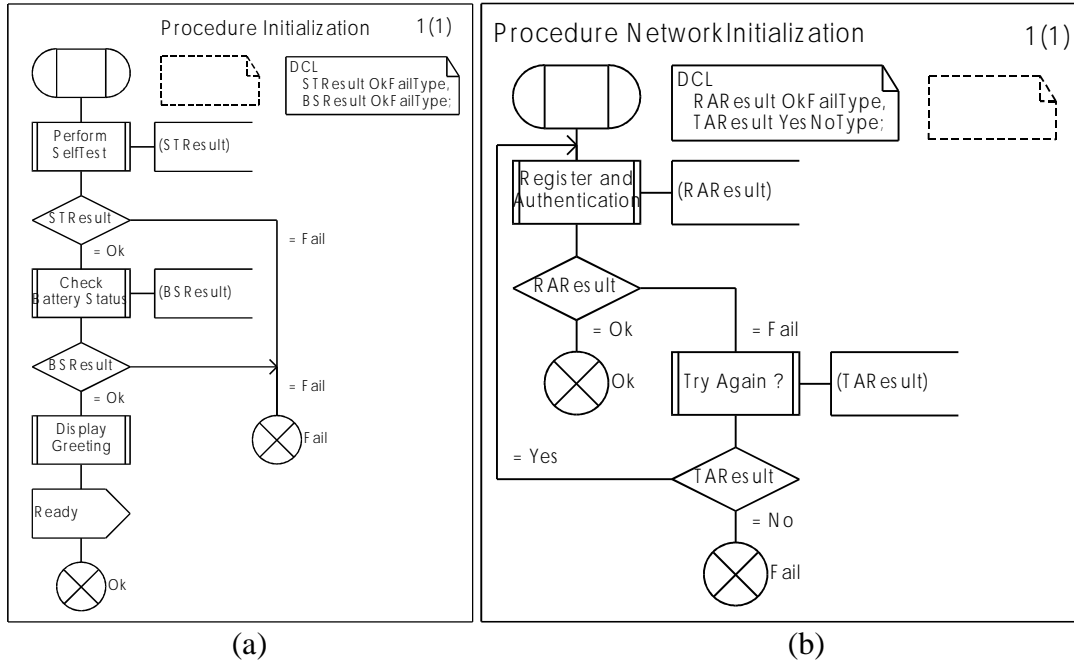 Procedure Initialization 1(1)
DCL
STResult OkFailType,
BSResult OkFailType;
Perform
SelfTest
(STResult)
STResult
= Fail
= Ok
Check
Battery Status
(BSResult)
BSResult
= Fail
= Ok
Display
Greeting
Fail
Ready
Ok
(a)
Procedure NetworkInitialization 1(1)
DCL
RAResult OkFailType,
TAResult YesNoType;
Register and
Authentication
(RAResult)
RAResult
= Ok
= Fail
Ok
Try Again ?
(TAResult)
= Yes
TAResult
= No
Fail
(b)